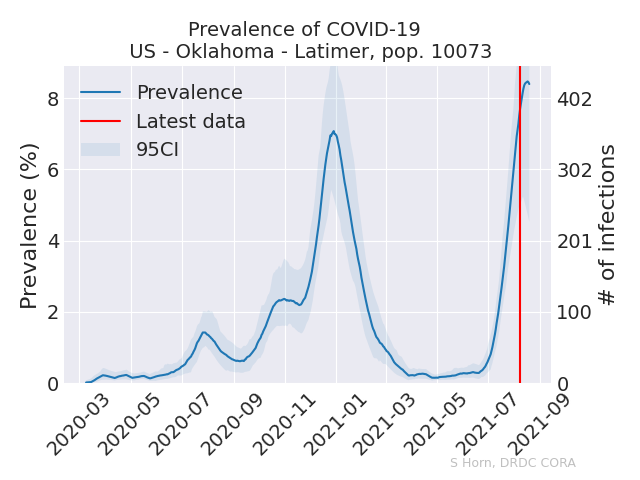 Prevalence of COVID-19
US - Oklahoma - Latimer, pop. 10073
Prevalence
Latest data
95CI
Prevalence (%)
8
6
4
2
0
# of infections
402
302
201
100
0
2020-03
2020-05
2020-07
2020-09
2020-11
2021-01
2021-03
2021-05
2021-07
2021-09
S Horn, DRDC CORA